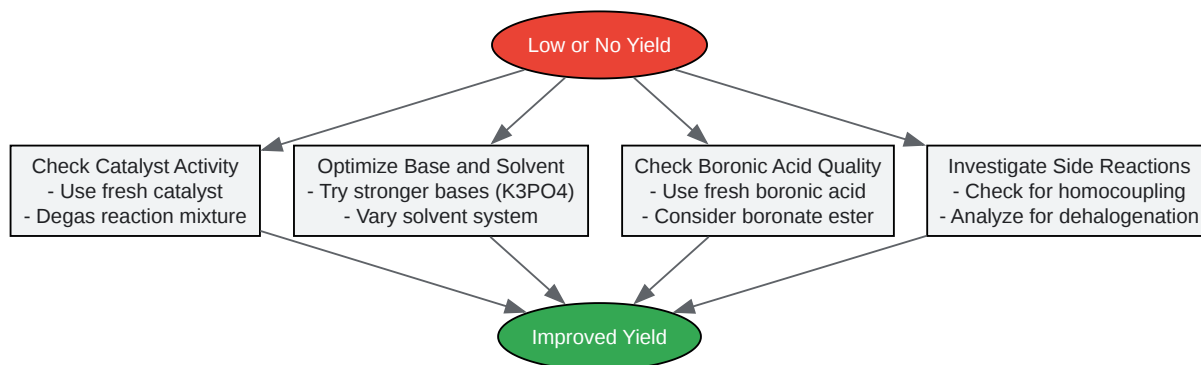 Low or No Yield
Check Catalyst Activity
- Use fresh catalyst
- Degas reaction mixture
Optimize Base and Solvent
- Try stronger bases (K3PO4)
- Vary solvent system
Check Boronic Acid Quality
- Use fresh boronic acid
- Consider boronate ester
Investigate Side Reactions
- Check for homocoupling
- Analyze for dehalogenation
Improved Yield